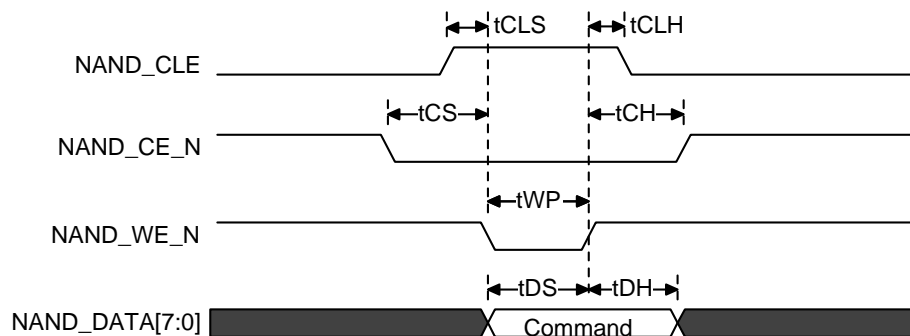 tCLS tCLH
NAND_CLE
tCS tCH
NAND_CE_N
tWP
NAND_WE_N
tDS tDH
NAND_DATA[7:0] Command